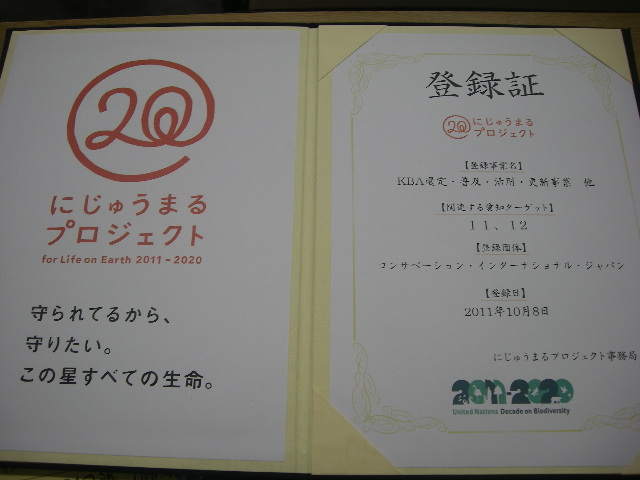 20
にじゅうまる
プロジェクト
for Life on Earth 2011-2020
守られてるから、
守りたい。
この星すべての生命。
登録証
20 にじゅうまる
プロジェクト
【登録事業名】
KBA選定・普及・活用・更新事業 他
【関連する愛知ターゲット】
11、12
【登録団体】
コンサベーション・インターナショナル・ジャパン
【登録日】
2011年10月8日
にじゅうまるプロジェクト事務局
2011-2020
United Nations Decade on Biodiversity